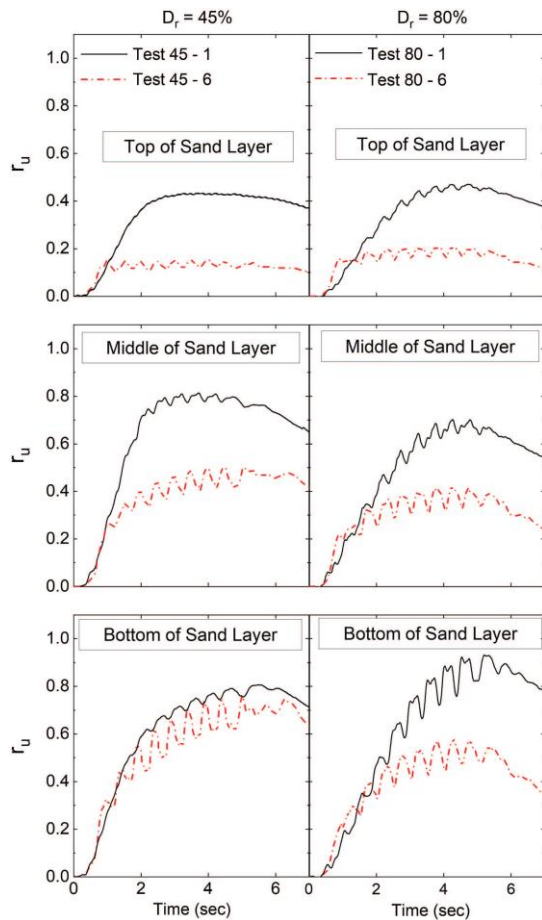 D_r = 45%
D_r = 80%
1.0
0.8
0.6
0.4
0.2
0.0
r_u
Test 45 - 1
Test 45 - 6
Top of Sand Layer
Test 80 - 1
Test 80 - 6
Top of Sand Layer
1.0
0.8
0.6
0.4
0.2
0.0
r_u
Middle of Sand Layer
Middle of Sand Layer
1.0
0.8
0.6
0.4
0.2
0.0
r_u
Bottom of Sand Layer
Bottom of Sand Layer
0 2 4 6 0 2 4 6
Time (sec) Time (sec)